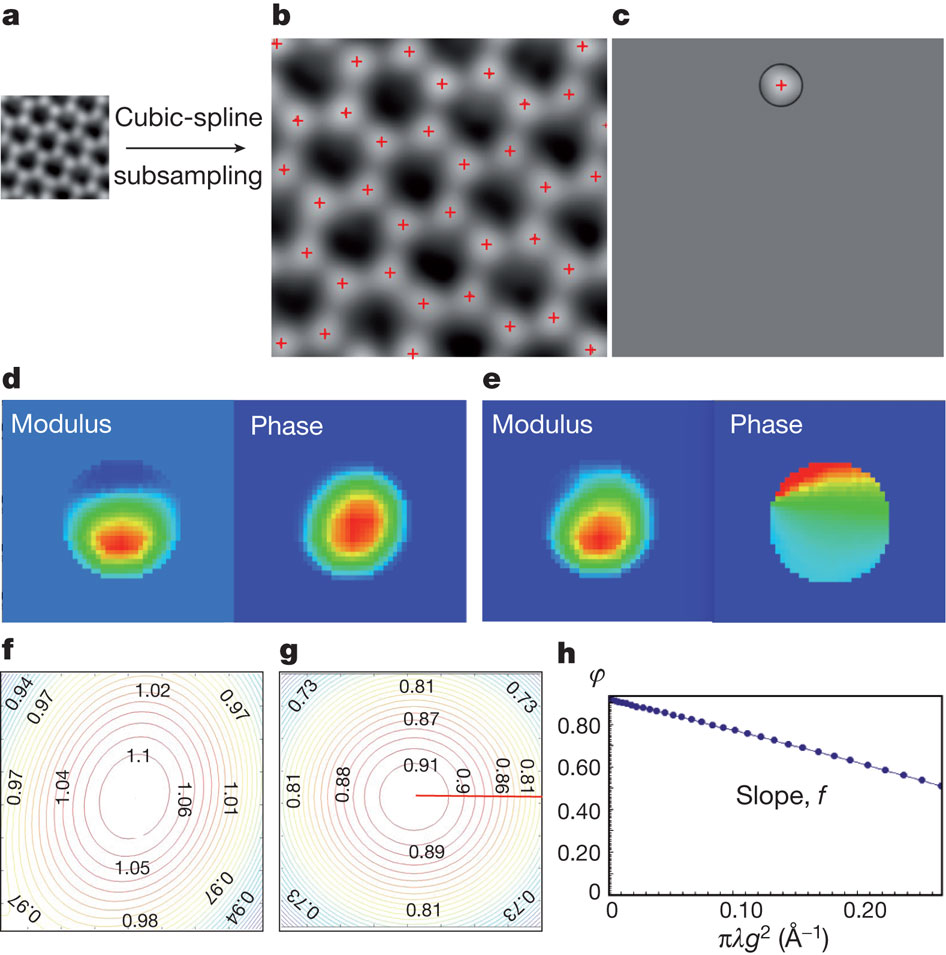 a
b
c
Cubic-spline
subsampling
d
e
Modulus
Phase
Modulus
Phase
f
g
h
0.94
0.97
1.02
0.97
1.1
0.97
1.04
1.06
1.01
1.05
0.97
0.97
0.98
0.94
0.73
0.81
0.73
0.87
0.91
0.81
0.88
0.9
0.86
0.81
0.89
0.73
0.81
0.73
φ
0.80
0.60
0.40
0.20
0
Slope, f
0
0.10
0.20
πλg² (Å⁻¹)